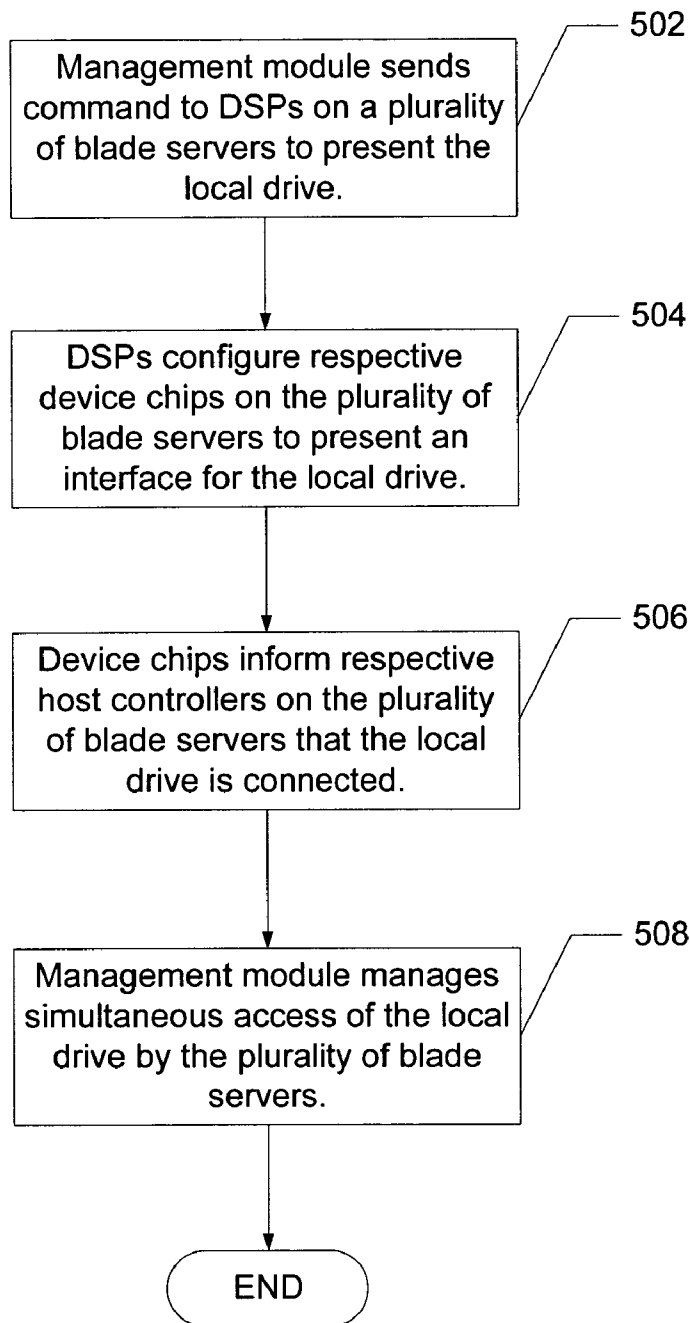 502
Management module sends
command to DSPs on a plurality
of blade servers to present the
local drive.
504
DSPs configure respective
device chips on the plurality of
blade servers to present an
interface for the local drive.
506
Device chips inform respective
host controllers on the plurality
of blade servers that the local
drive is connected.
508
Management module manages
simultaneous access of the local
drive by the plurality of blade
servers.
END